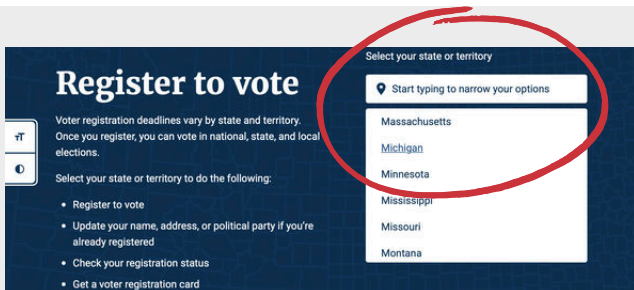 Register to vote
Voter registration deadlines vary by state and territory.
Once you register, you can vote in national, state, and local
elections.
Select your state or territory to do the following:
• Register to vote
• Update your name, address, or political party if you're
already registered
• Check your registration status
• Get a voter registration card
Select your state or territory
Start typing to narrow your options
Massachusetts
Michigan
Minnesota
Mississippi
Missouri
Montana
TT